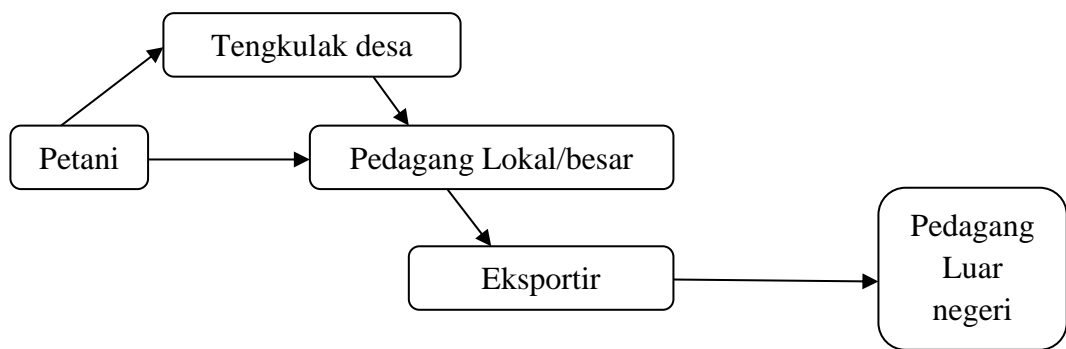 Tengkulak desa
Petani
Pedagang Lokal/besar
Eksportir
Pedagang
Luar
negeri